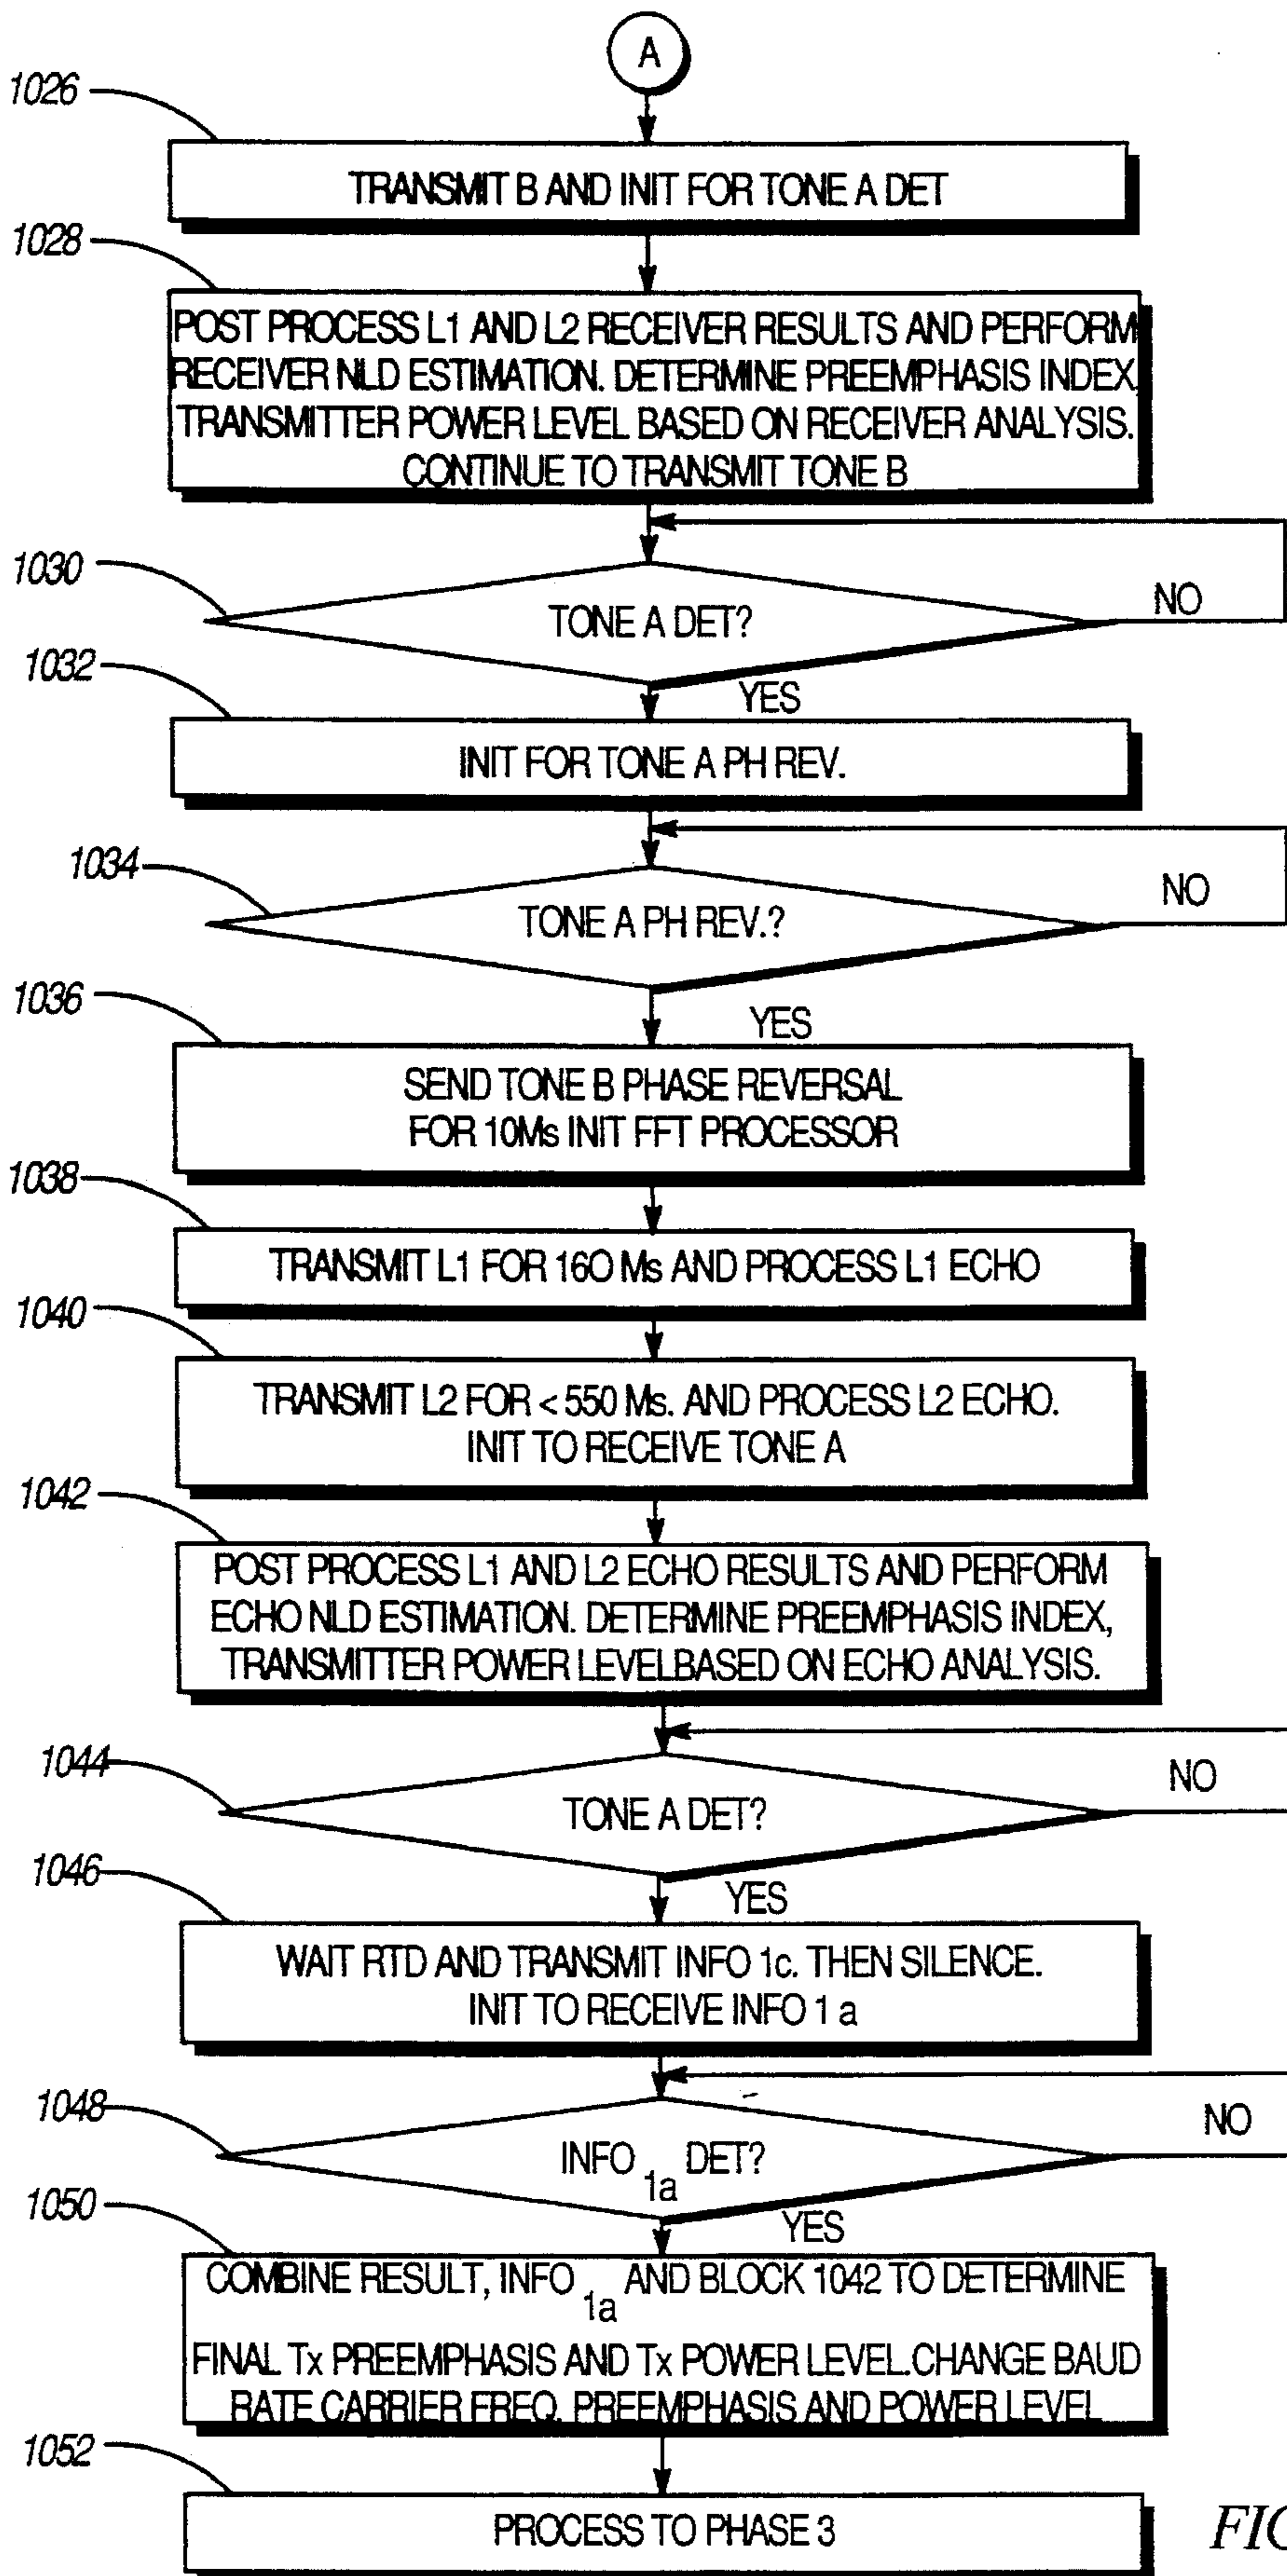 A
1026
TRANSMIT B AND INIT FOR TONE A DET
1028
POST PROCESS L1 AND L2 RECEIVER RESULTS AND PERFORM
RECEIVER NLD ESTIMATION. DETERMINE PREEMPHASIS INDEX,
TRANSMITTER POWER LEVEL BASED ON RECEIVER ANALYSIS.
CONTINUE TO TRANSMIT TONE B
1030
TONE A DET?
NO
1032
YES
INIT FOR TONE A PH REV.
1034
TONE A PH REV.?
NO
1036
YES
SEND TONE B PHASE REVERSAL
FOR 10Ms INIT FFT PROCESSOR
1038
TRANSMIT L1 FOR 160 Ms AND PROCESS L1 ECHO
1040
TRANSMIT L2 FOR < 550 Ms. AND PROCESS L2 ECHO.
INIT TO RECEIVE TONE A
1042
POST PROCESS L1 AND L2 ECHO RESULTS AND PERFORM
ECHO NLD ESTIMATION. DETERMINE PREEMPHASIS INDEX,
TRANSMITTER POWER LEVELBASED ON ECHO ANALYSIS.
1044
TONE A DET?
NO
1046
YES
WAIT RTD AND TRANSMIT INFO 1c. THEN SILENCE.
INIT TO RECEIVE INFO 1 a
1048
INFO 1a DET?
NO
1050
YES
COMBINE RESULT, INFO 1a AND BLOCK 1042 TO DETERMINE
FINAL Tx PREEMPHASIS AND Tx POWER LEVEL.CHANGE BAUD
RATE CARRIER FREQ. PREEMPHASIS AND POWER LEVEL
1052
PROCESS TO PHASE 3